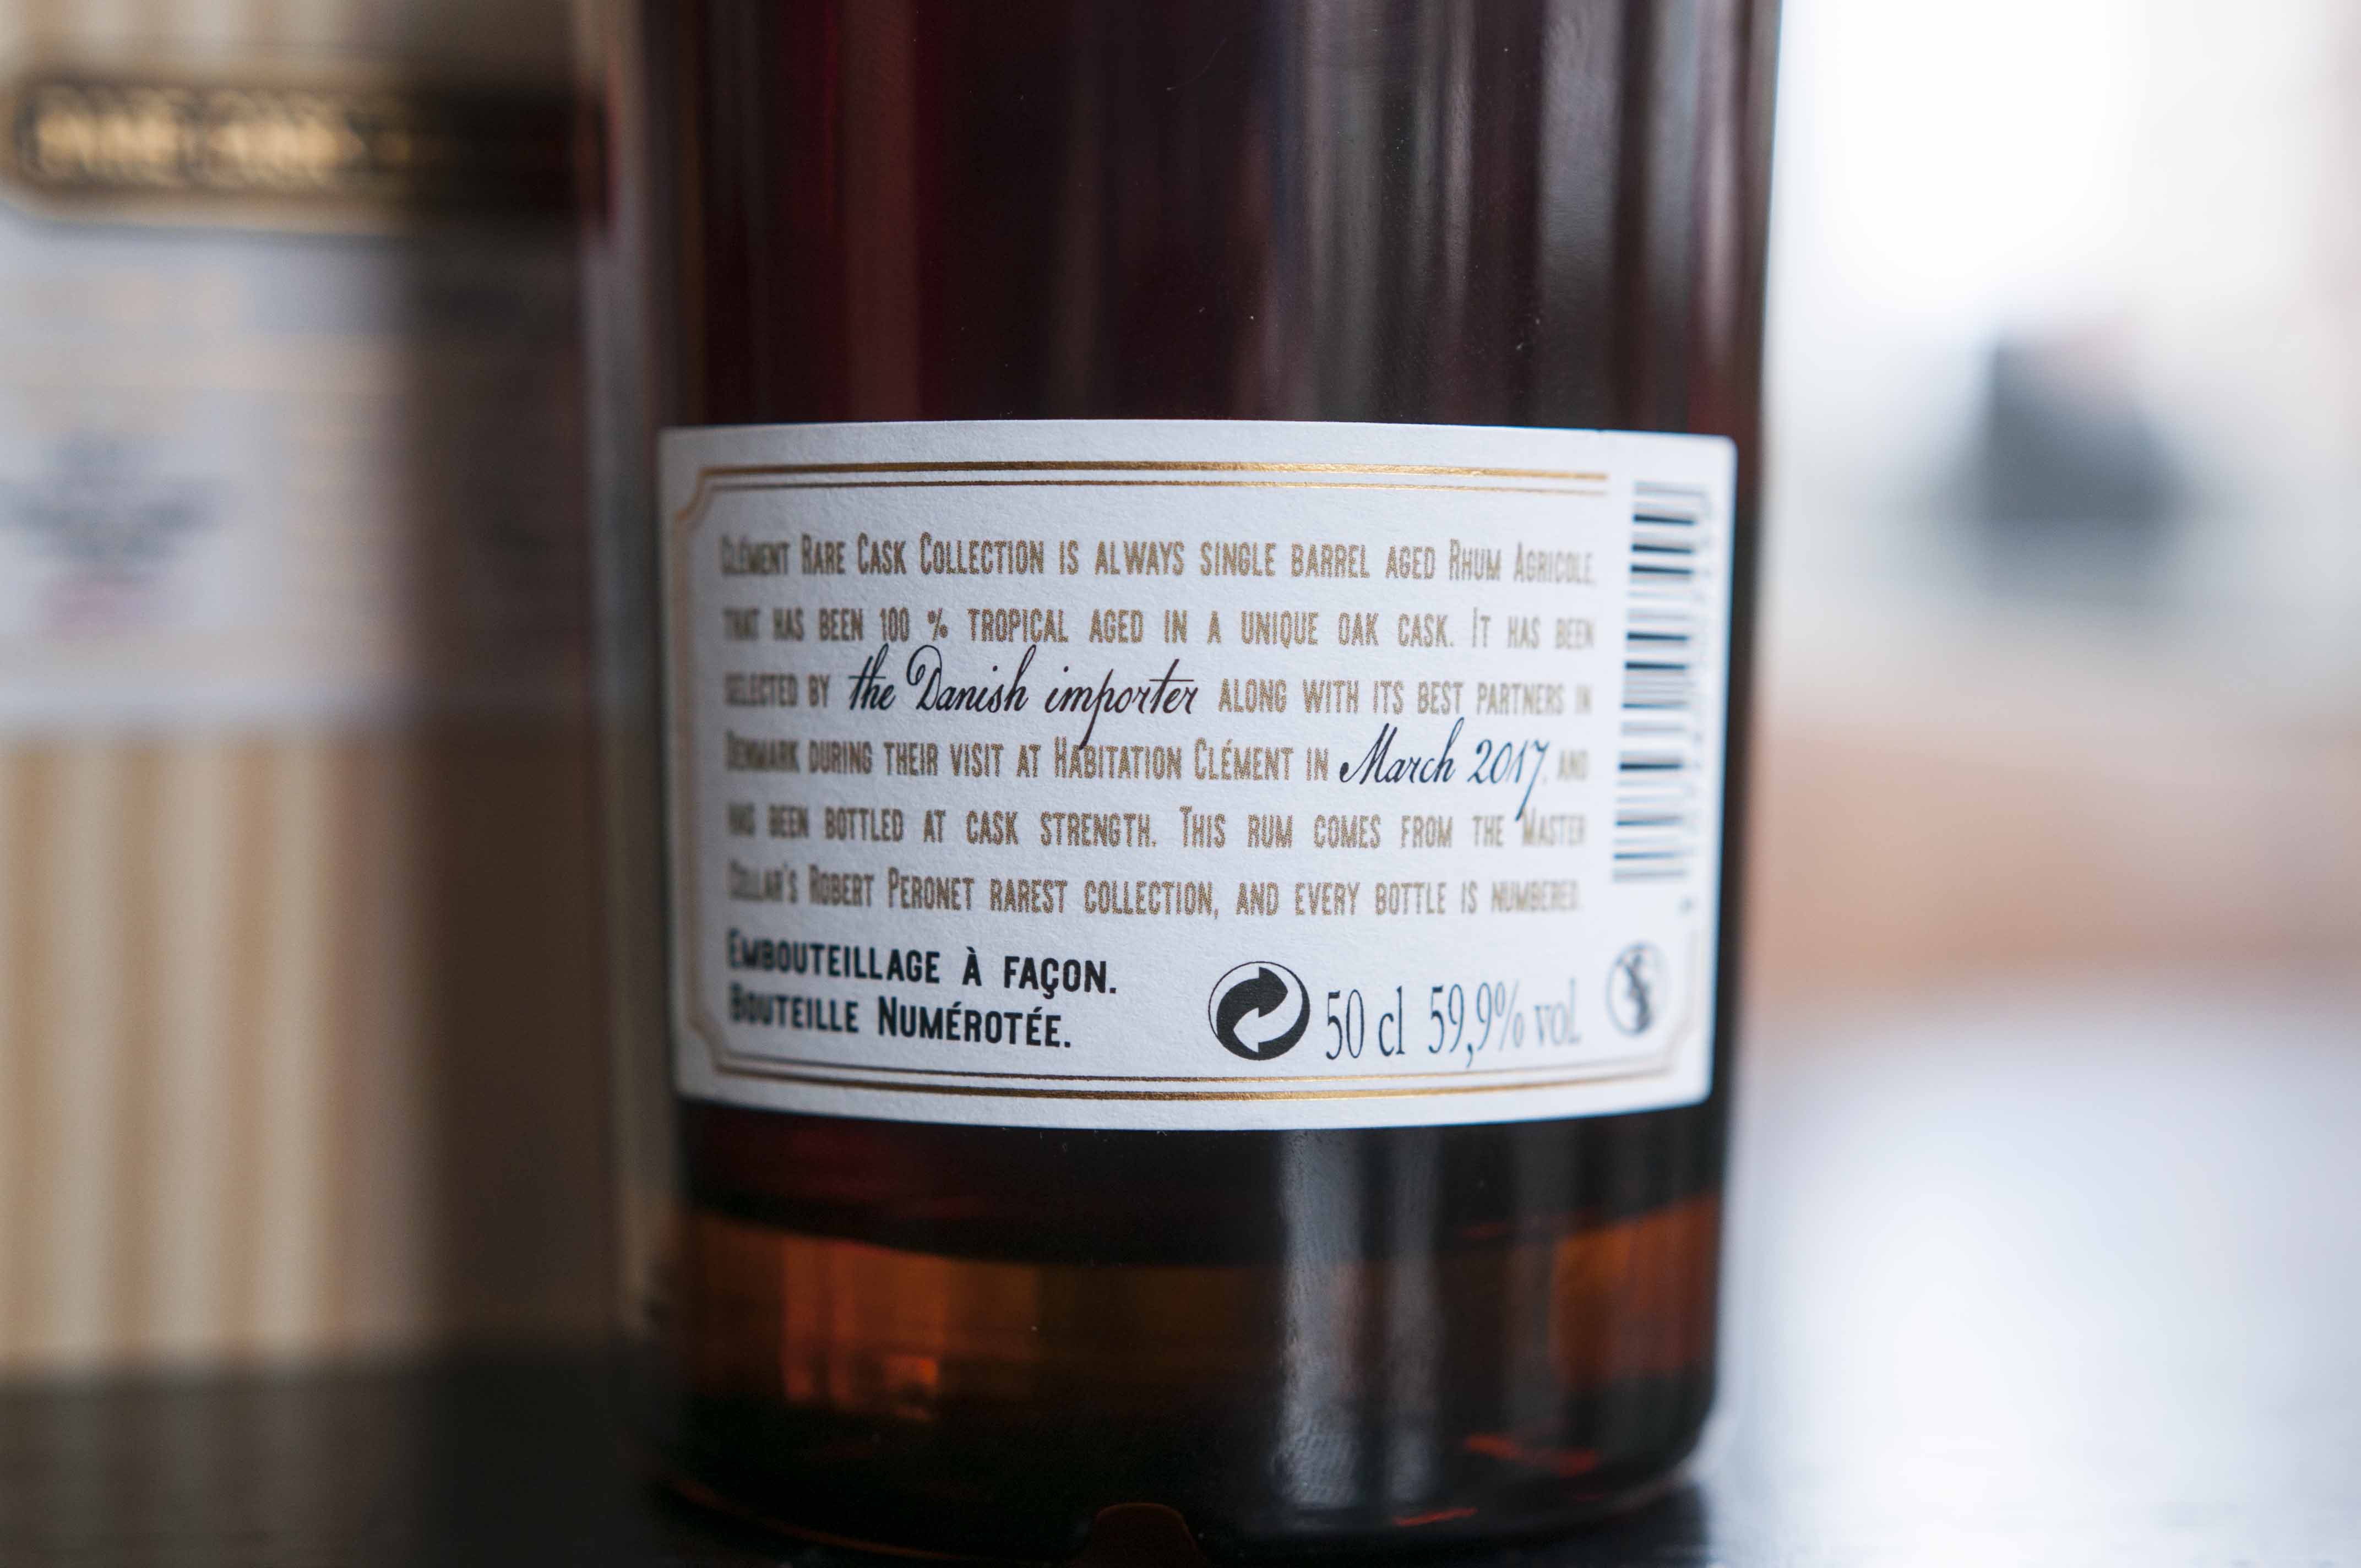 Clément Rare Cask Collection is always single barrel aged Rhum Agricole,
that has been 100 % tropical aged in a unique oak cask. It has been
selected by the Danish importer along with its best partners in
Denmark during their visit at Habitation Clément in March 2017, and
has been bottled at cask strength. This rum comes from the Master
Cellar's Robert Peronet rarest collection, and every bottle is numbered.
Embouteillage à façon.
Bouteille Numérotée.
50 cl 59,9% vol.